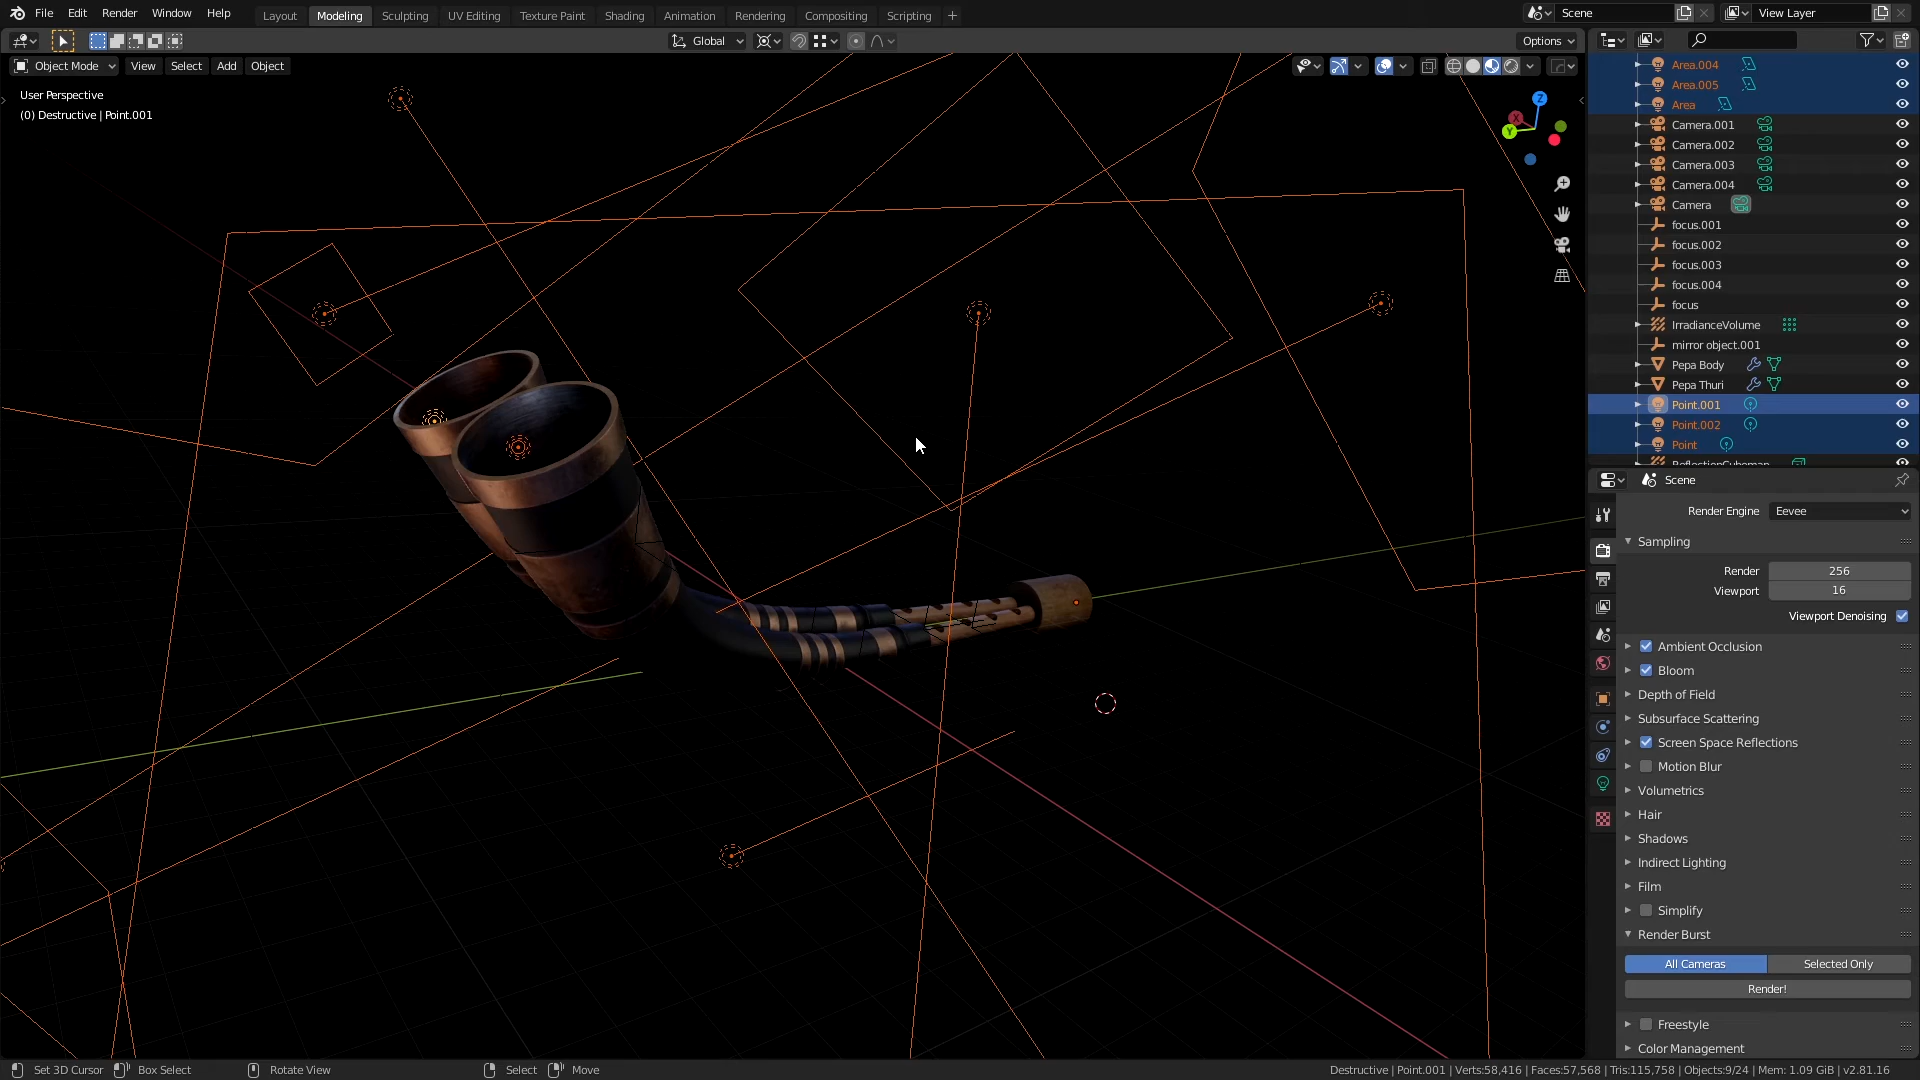 File Edit Render Window Help Layout Modeling Sculpting UV Editing Texture Paint Shading Animation Rendering Compositing Scripting + Scene View Layer
Global Options
Object Mode View Select Add Object
User Perspective
(0) Destructive | Point.001
Z
X
Y
Area.004
Area.005
Area
Camera.001
Camera.002
Camera.003
Camera.004
Camera
focus.001
focus.002
focus.003
focus.004
focus
IrradianceVolume
mirror object.001
Pepa Body
Pepa Thuri
Point.001
Point.002
Point
ReflectionCubemap
Scene
Render Engine Eevee
Sampling
Render 256
Viewport 16
Viewport Denoising
Ambient Occlusion
Bloom
Depth of Field
Subsurface Scattering
Screen Space Reflections
Motion Blur
Volumetrics
Hair
Shadows
Indirect Lighting
Film
Simplify
Render Burst
All Cameras Selected Only
Render!
Freestyle
Color Management
Set 3D Cursor Box Select Rotate View Select Move Destructive | Point.001 | Verts:58,416 | Faces:57,568 | Tris:115,758 | Objects:9/24 | Mem: 1.09 GiB | v2.81.16